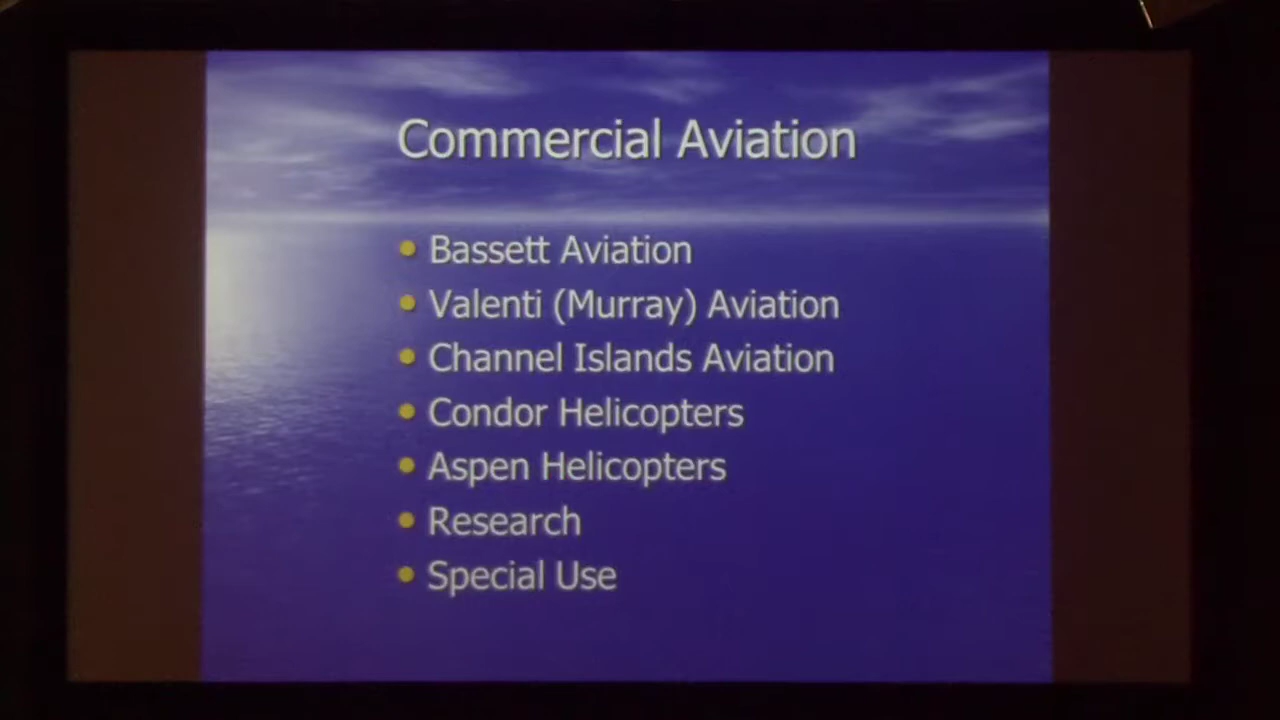 Commercial Aviation
Bassett Aviation
Valenti (Murray) Aviation
Channel Islands Aviation
Condor Helicopters
Aspen Helicopters
Research
Special Use